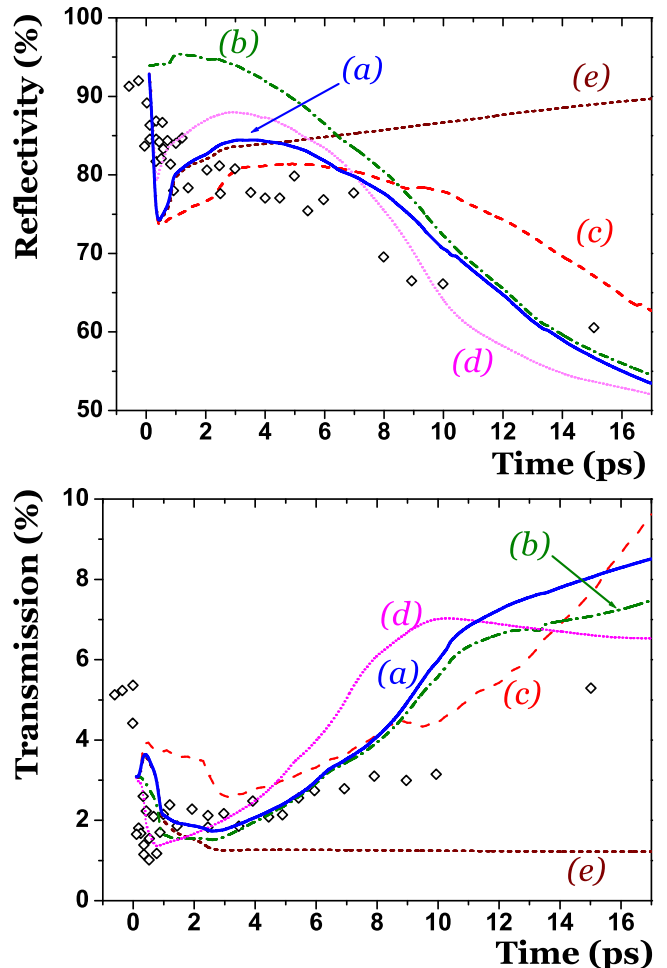 Reflectivity (%)
100
90
80
70
60
50
(b)
(a)
(e)
(c)
(d)
0 2 4 6 8 10 12 14 16
Time (ps)
Transmission (%)
10
8
6
4
2
0
(b)
(d)
(a)
(c)
(e)
0 2 4 6 8 10 12 14 16
Time (ps)